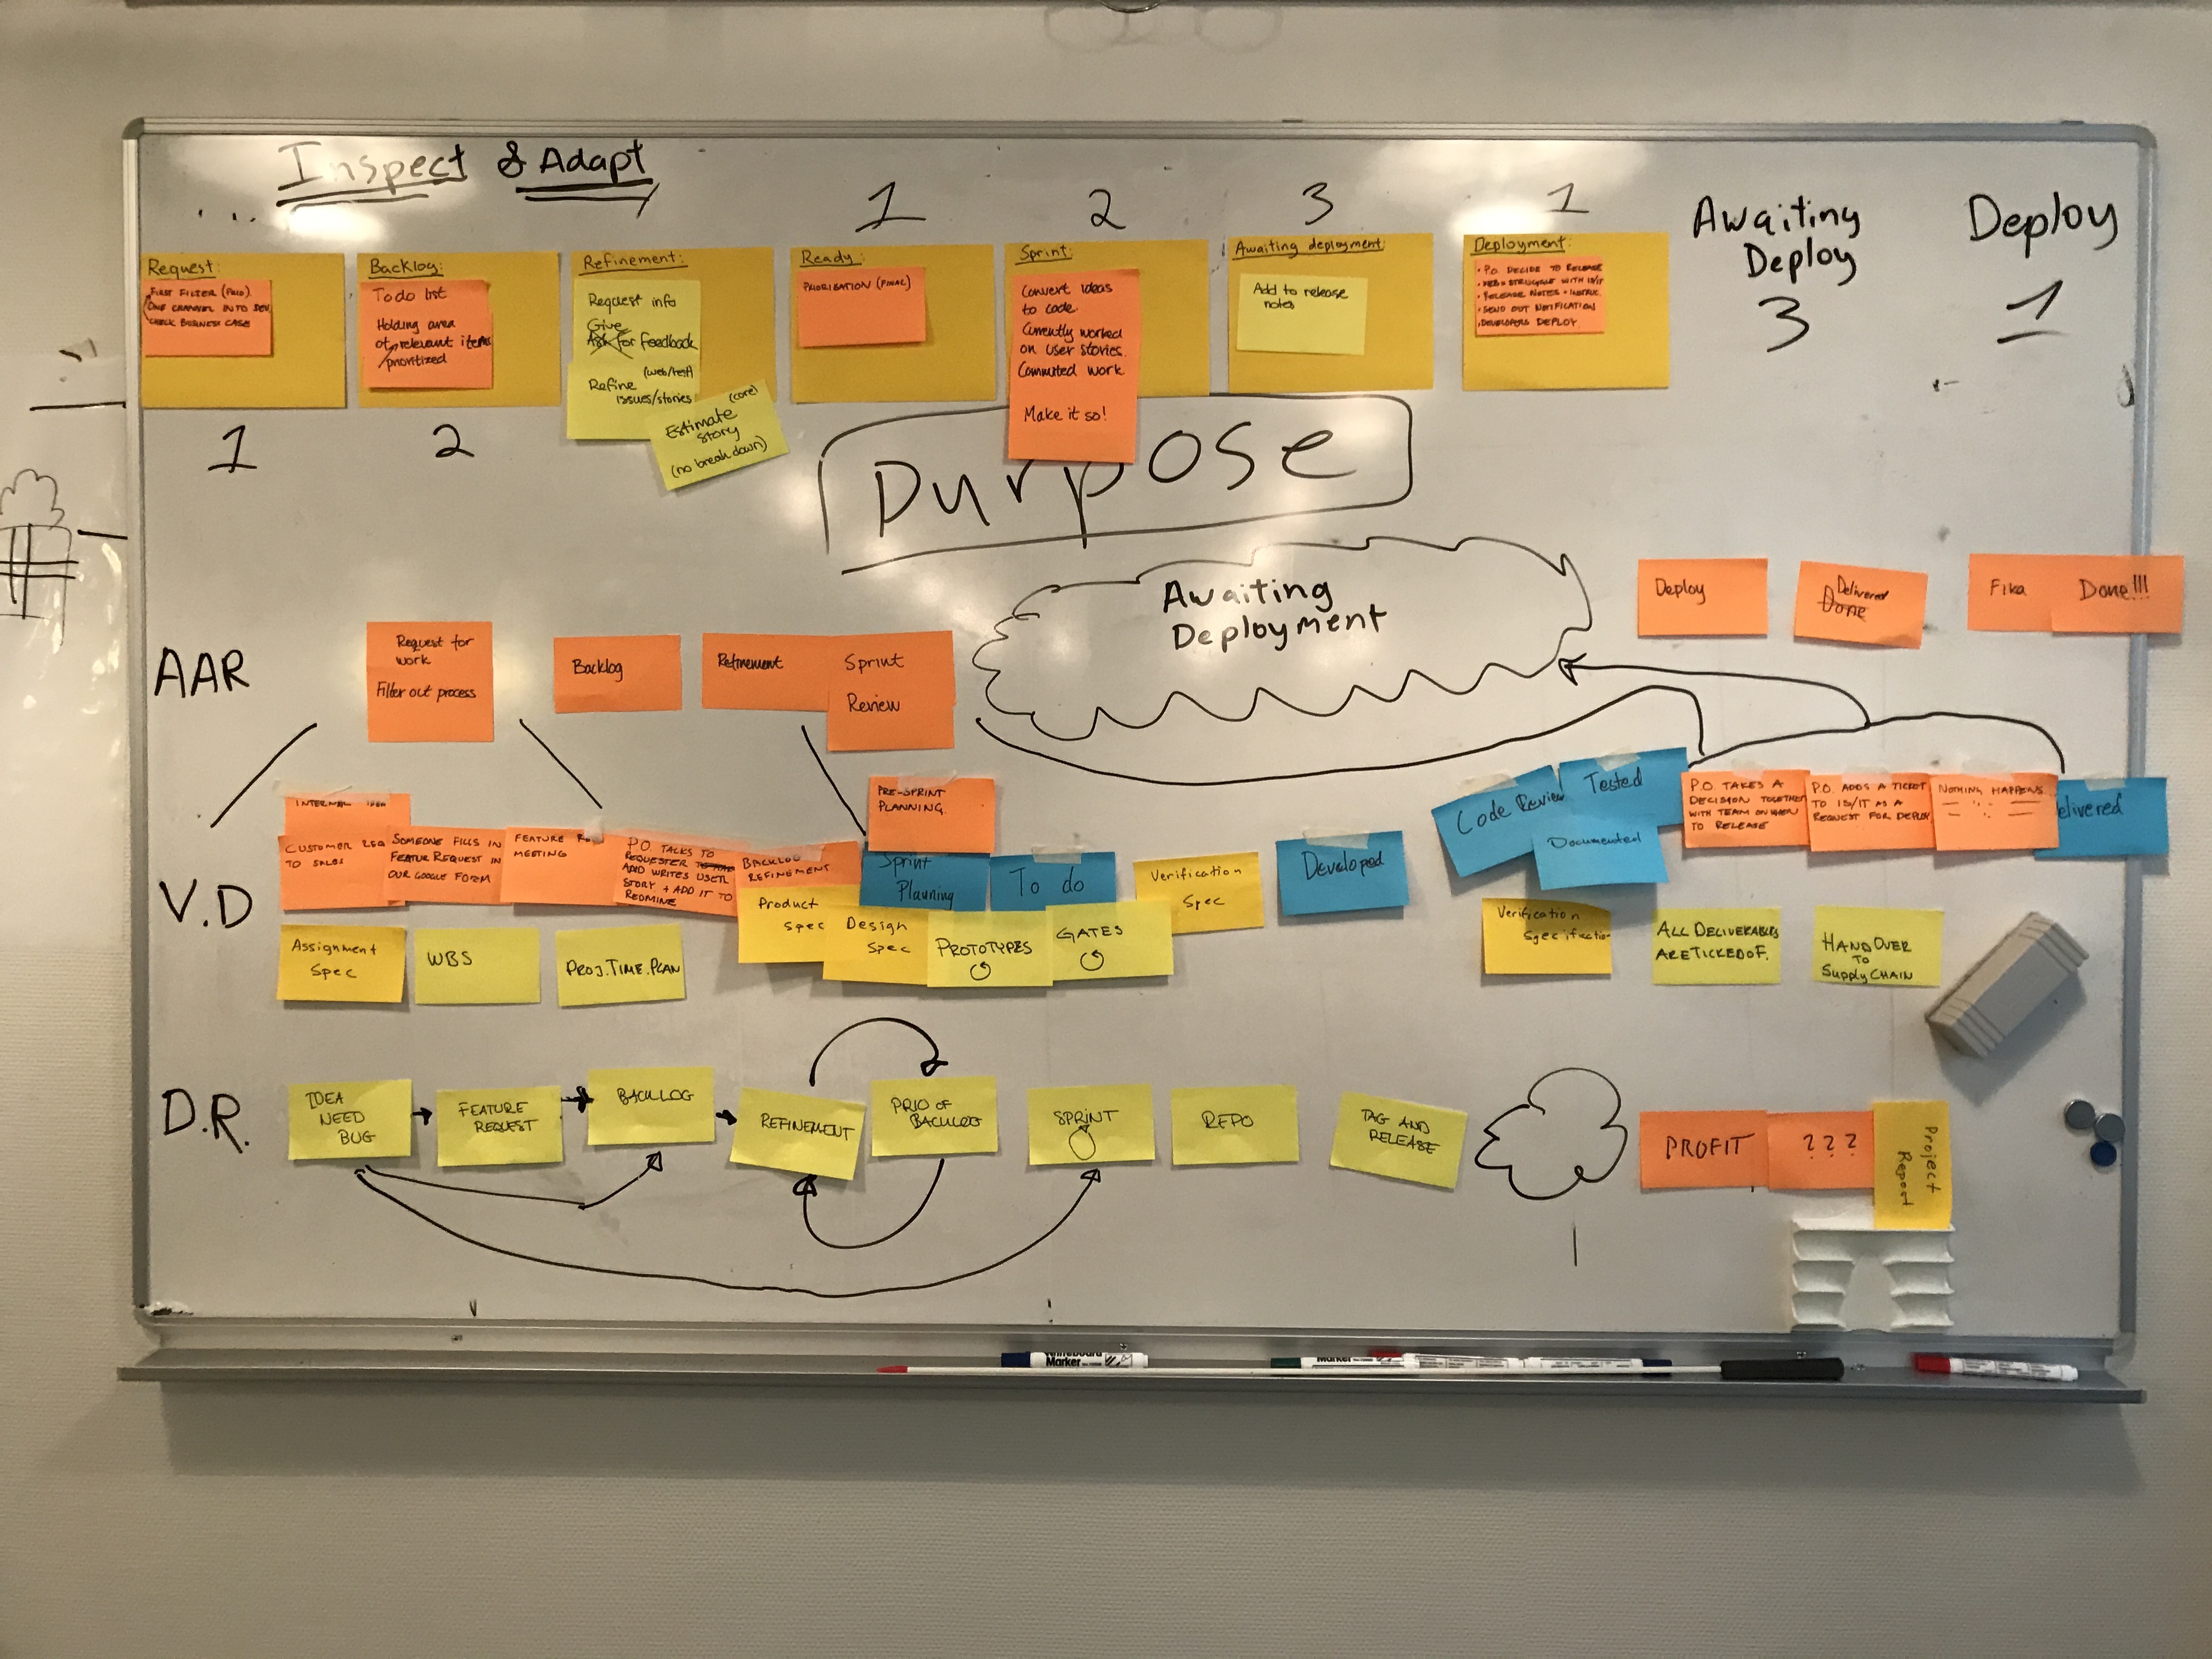 Inspect & Adapt
...
1
2
3
1
Awaiting
Deploy
3
Deploy
1
Request:
FIRST FILTER (PRIO)
ONE CHANNEL INTO DEV
CHECK BUSINESS CASE
1
Backlog:
Todo list
Holding area
of relevant items
/prioritized
2
Refinement:
Request info
Give
Ask for feedback
(web/test)
Refine
issues/stories
(core)
Estimate
story
(no break down)
Ready:
PRIORISATION (FINAL)
Sprint:
Convert ideas
to code.
Currently worked
on user stories.
Committed work
Make it so!
Awaiting deployment:
Add to release
notes
Deployment:
• P.O. DECIDE TO RELEASE
STRUGGLE WITH IS/IT
• RELEASE NOTES + INSTRUC.
• SEND OUT NOTIFICATION
• DEVELOPERS DEPLOY.
Purpose
AAR
Request for
work
Filter out process
Backlog
Refinement
Sprint
Review
Awaiting
Deployment
Deploy
Delivered
Done
Fika
Done!!!
V.D
INTERNAL IDEA
CUSTOMER REQ
TO SALES
SOMEONE FILLS IN
FEATUR REQUEST IN
OUR GOOGLE FORM
FEATURE
MEETING
P.O. TALKS TO
REQUESTER
AND WRITES USER
STORY + ADD IT TO
REDMINE
BACKLOG
REFINEMENT
PRE-SPRINT
PLANNING.
Sprint
Planning
To do
Verification
Spec
Developed
Code Review
Tested
Documented
P.O. TAKES A
DECISION TOGETHER
WITH TEAM ON WHEN
TO RELEASE
P.O. ADDS A TICKET
TO IS/IT AS A
REQUEST FOR DEPLOY
NOTHING HAPPENS
elivered
Assignment
Spec
WBS
PROJ.TIME.PLAN
Product
Spec
Design
Spec
PROTOTYPES
GATES
Verification
Specification
ALL DELIVERABLES
ARE TICKED OF.
HAND OVER
TO
Supply CHAIN
D.R.
IDEA
NEED
BUG
FEATURE
REQUEST
BACKLOG
REFINEMENT
PRIO OF
BACKLOG
SPRINT
REPO
TAG AND
RELEASE
PROFIT
???
Project
Report
Whiteboard
Marker
Marker